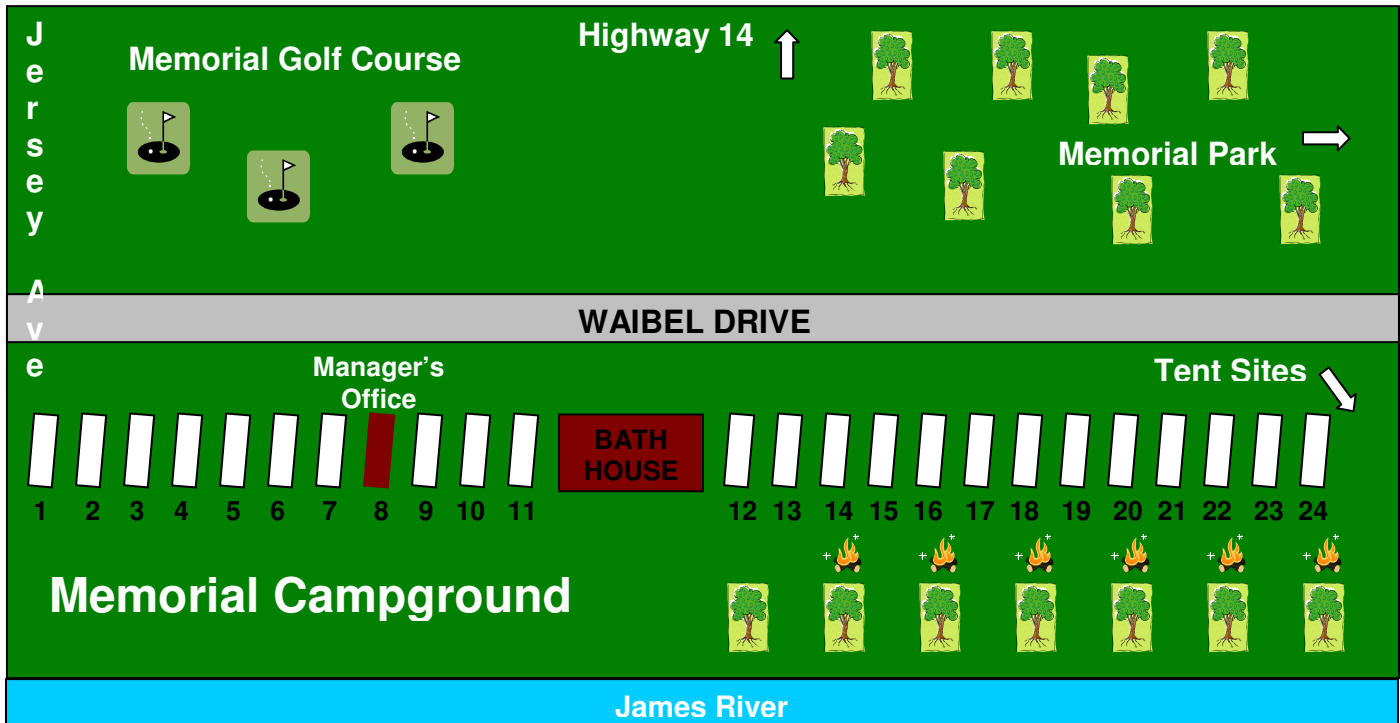 Jersey Ave
Memorial Golf Course
Highway 14
Memorial Park
WAIBEL DRIVE
Manager's
Office
Tent Sites
BATH
HOUSE
1 2 3 4 5 6 7 8 9 10 11 12 13 14 15 16 17 18 19 20 21 22 23 24
Memorial Campground
James River